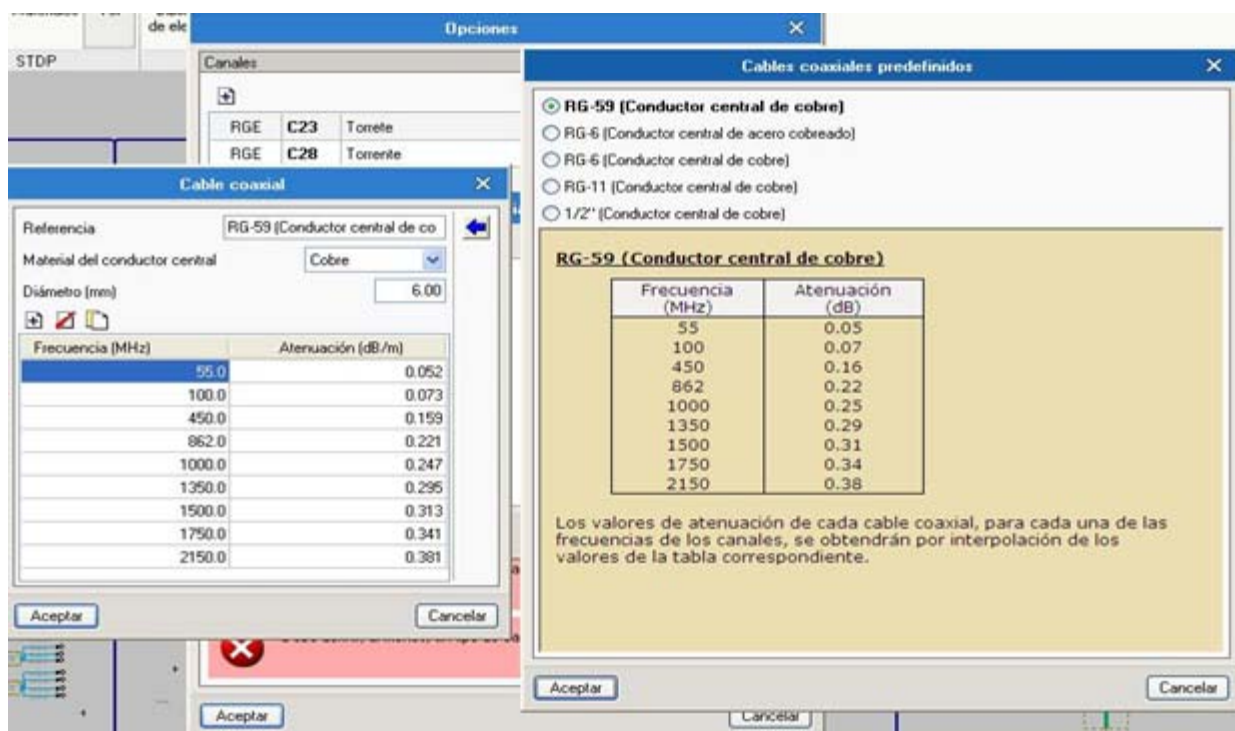 de ele
STDP
Opciones
Canales
RGE C23 Torrete
RGE C28 Torrente
Aceptar
Cancelar
Cable coaxial
Referencia RG-59 (Conductor central de co
Material del conductor central Cobre
Diámetro (mm) 6.00
Frecuencia (MHz) Atenuación (dB/m)
55.0 0.052
100.0 0.073
450.0 0.159
862.0 0.221
1000.0 0.247
1350.0 0.295
1500.0 0.313
1750.0 0.341
2150.0 0.381
Aceptar Cancelar
Cables coaxiales predefinidos
RG-59 (Conductor central de cobre)
RG-6 (Conductor central de acero cobreado)
RG-6 (Conductor central de cobre)
RG-11 (Conductor central de cobre)
1/2" (Conductor central de cobre)
RG-59 (Conductor central de cobre)
Frecuencia (MHz) Atenuación (dB)
55 0.05
100 0.07
450 0.16
862 0.22
1000 0.25
1350 0.29
1500 0.31
1750 0.34
2150 0.38
Los valores de atenuación de cada cable coaxial, para cada una de las
frecuencias de los canales, se obtendrán por interpolación de los
valores de la tabla correspondiente.
Aceptar Cancelar